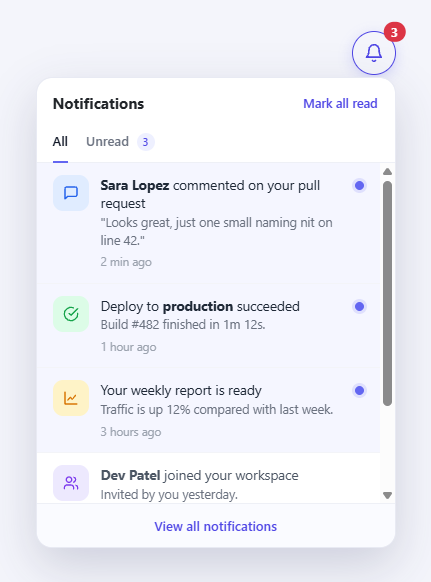 3
Notifications
Mark all read
All
Unread 3
Sara Lopez commented on your pull
request
"Looks great, just one small naming nit on
line 42."
2 min ago
Deploy to production succeeded
Build #482 finished in 1m 12s.
1 hour ago
Your weekly report is ready
Traffic is up 12% compared with last week.
3 hours ago
Dev Patel joined your workspace
Invited by you yesterday.
View all notifications